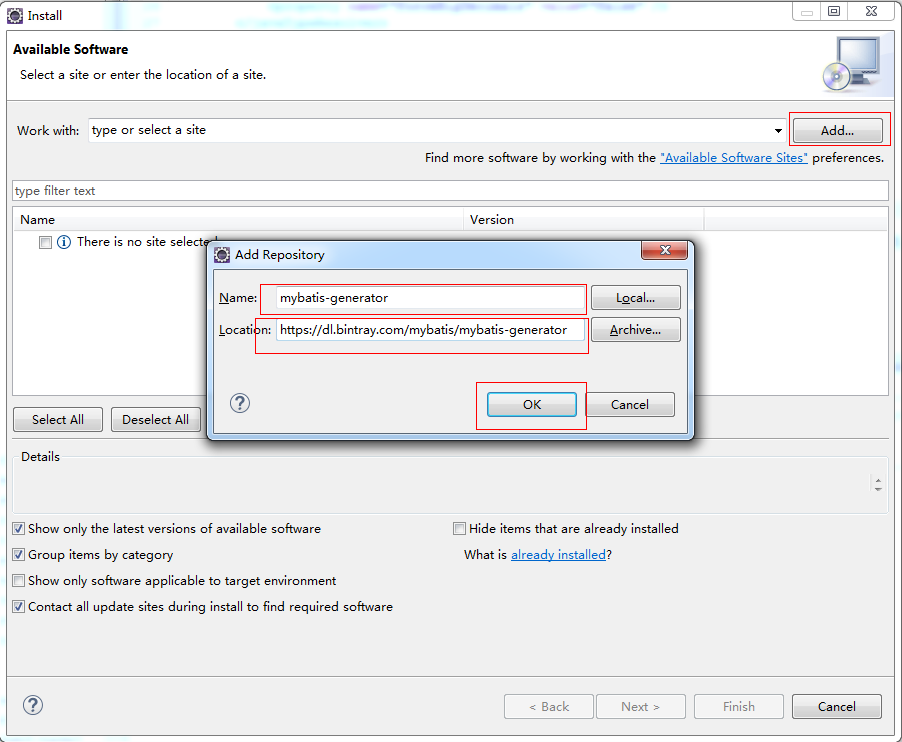 Install
Available Software
Select a site or enter the location of a site.
Work with: type or select a site Add...
Find more software by working with the "Available Software Sites" preferences.
type filter text
Name Version
There is no site selecte
Add Repository
Name: mybatis-generator Local...
Location: https://dl.bintray.com/mybatis/mybatis-generator Archive...
OK Cancel
Select All Deselect All
Details
Show only the latest versions of available software Hide items that are already installed
Group items by category What is already installed?
Show only software applicable to target environment
Contact all update sites during install to find required software
< Back Next > Finish Cancel